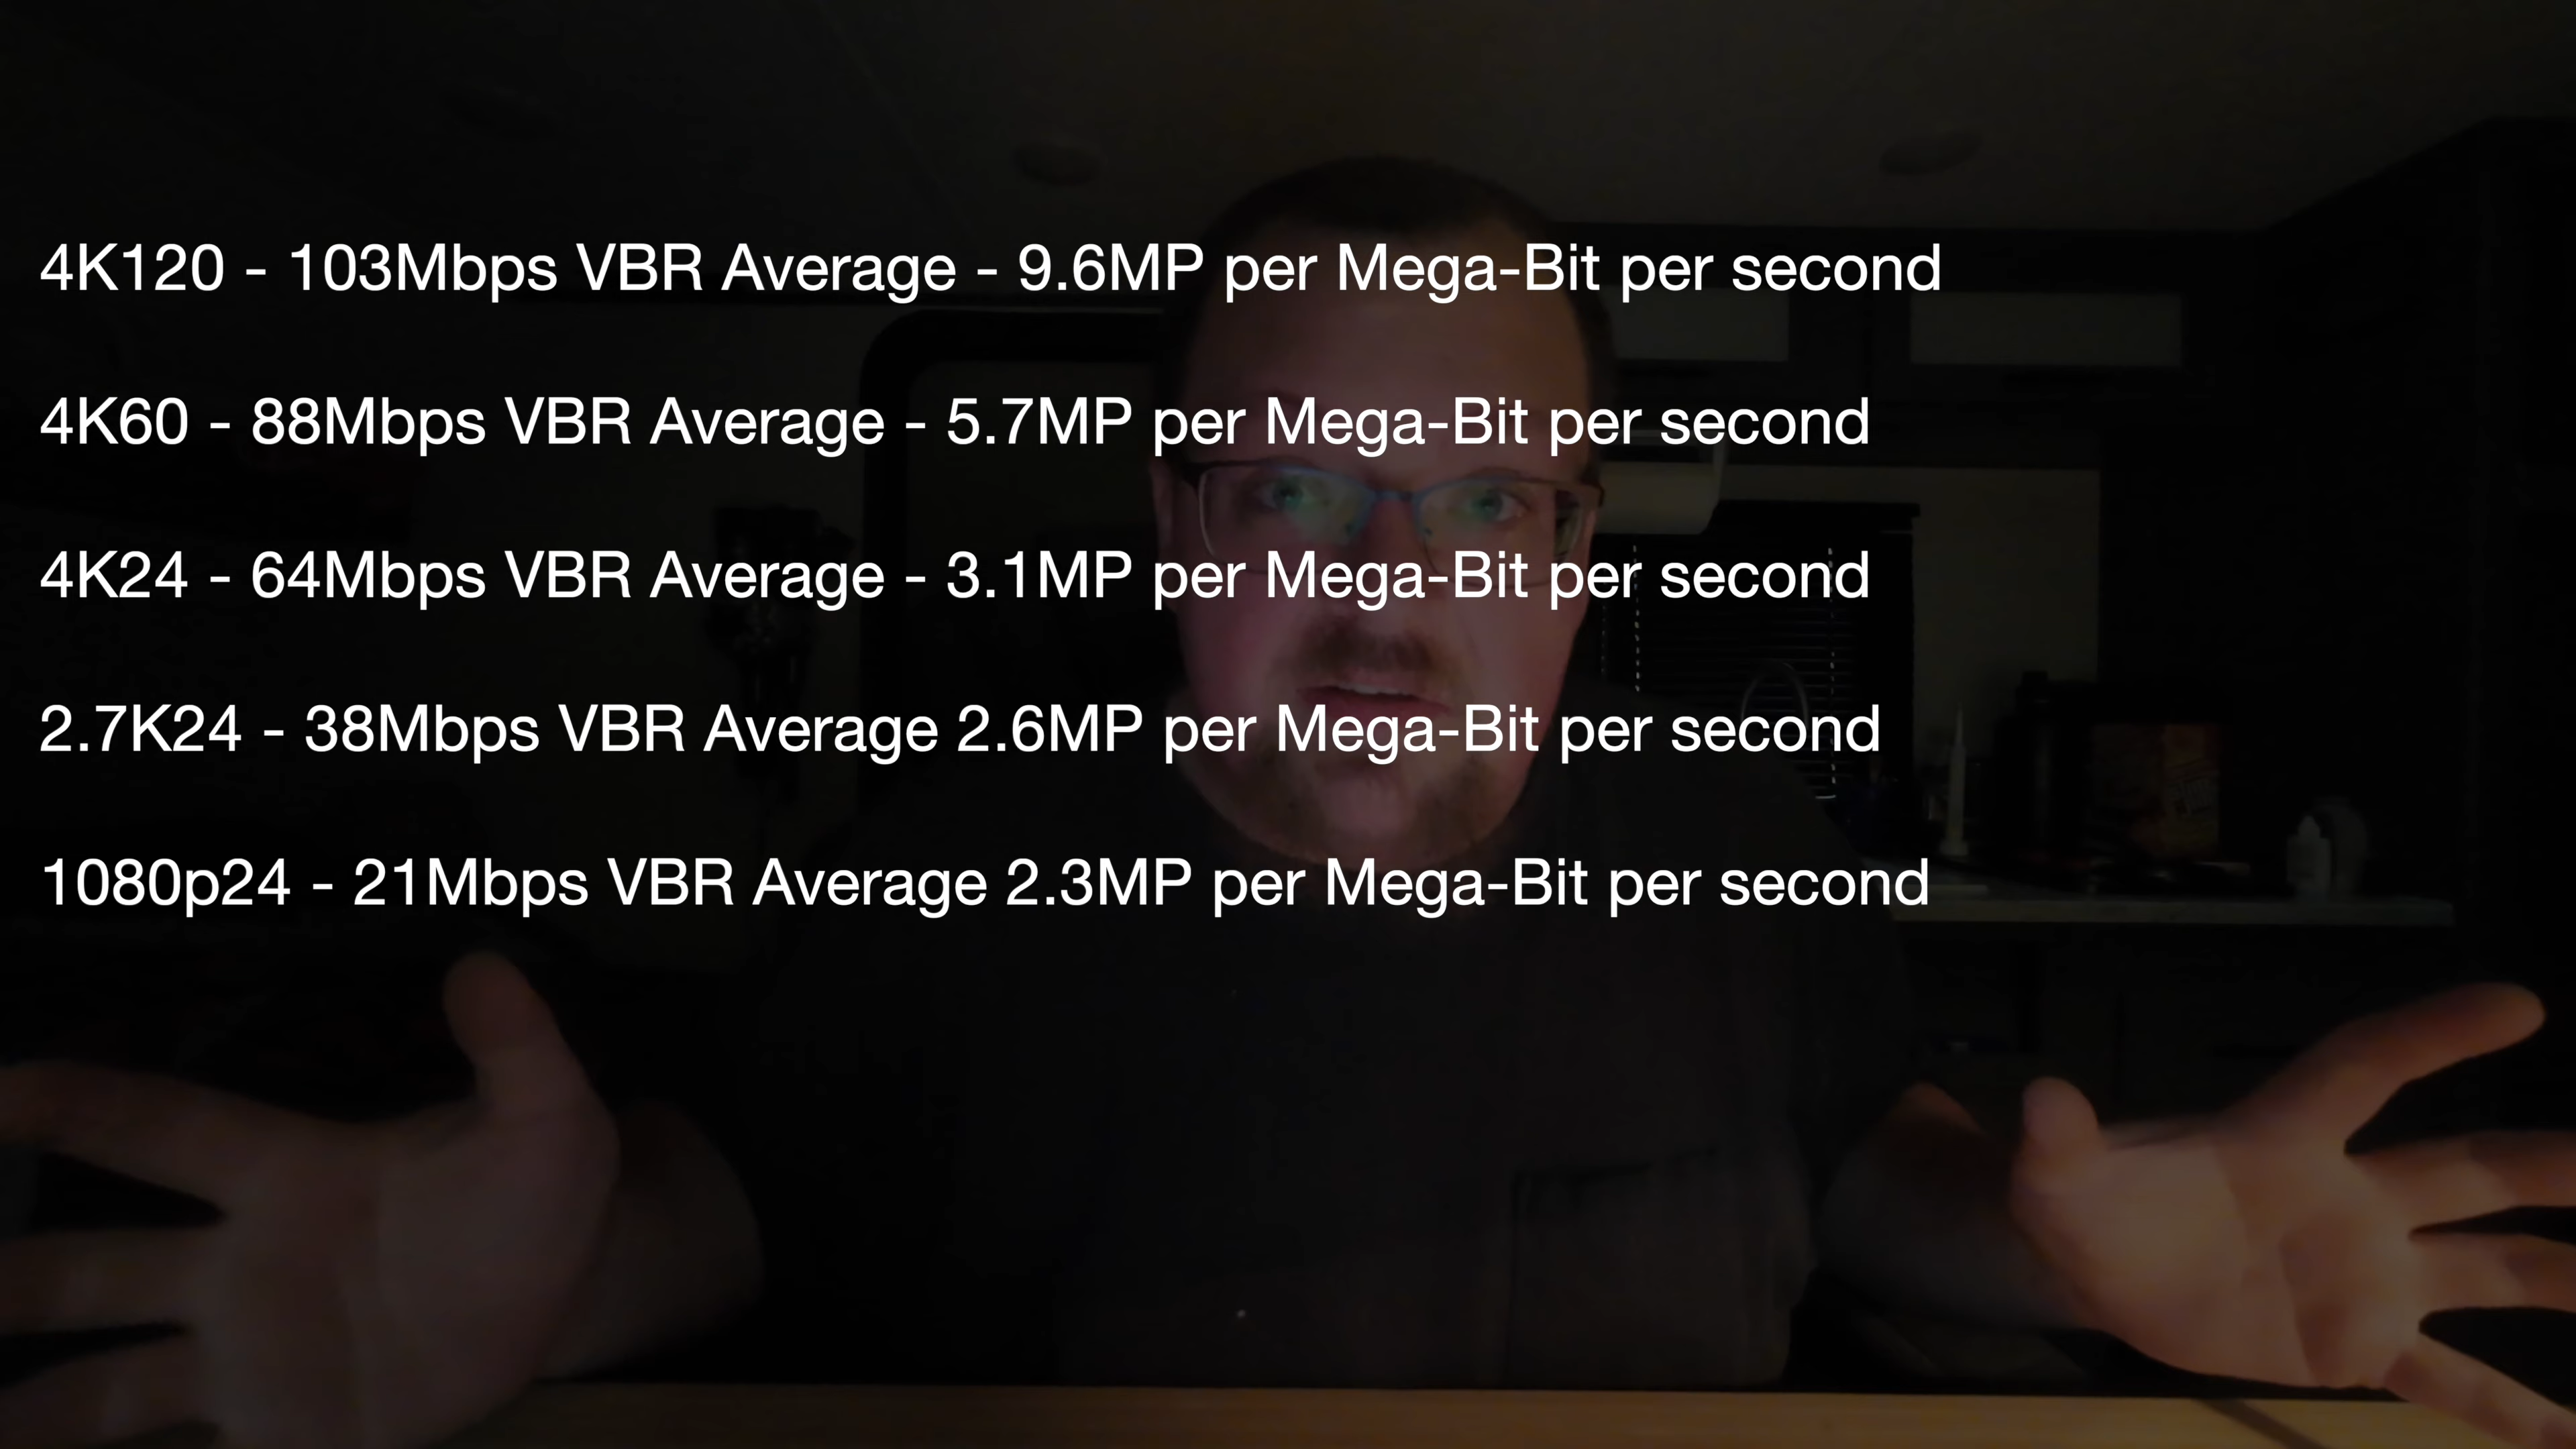 4K120 - 103Mbps VBR Average - 9.6MP per Mega-Bit per second
4K60 - 88Mbps VBR Average - 5.7MP per Mega-Bit per second
4K24 - 64Mbps VBR Average - 3.1MP per Mega-Bit per second
2.7K24 - 38Mbps VBR Average 2.6MP per Mega-Bit per second
1080p24 - 21Mbps VBR Average 2.3MP per Mega-Bit per second